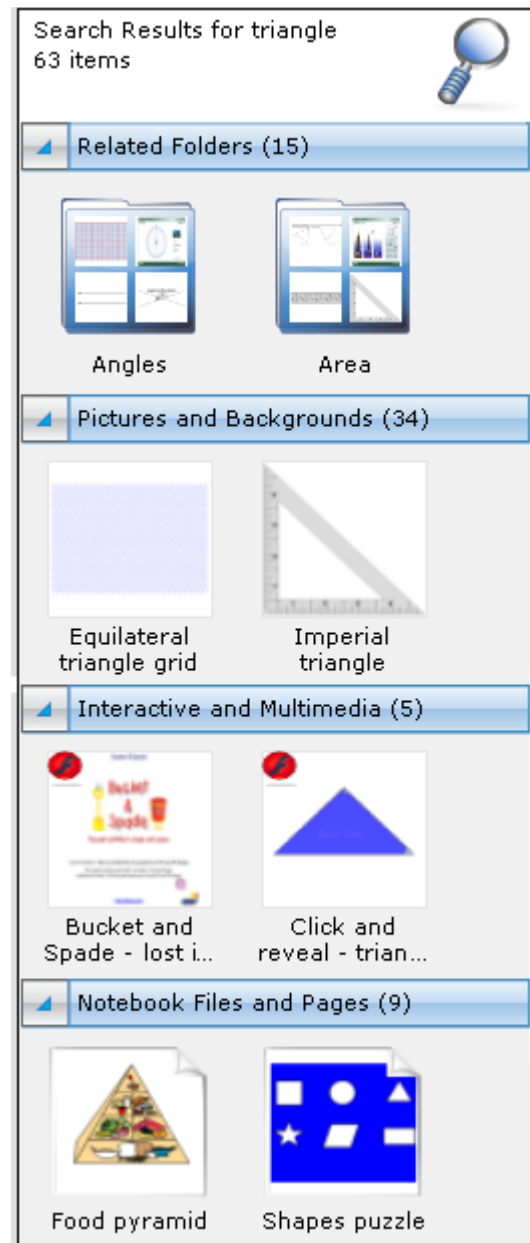 Search Results for triangle
63 items
Related Folders (15)
Angles
Area
Pictures and Backgrounds (34)
Equilateral
triangle grid
Imperial
triangle
Interactive and Multimedia (5)
Bucket
&
Spade
Bucket and
Spade - lost i...
Click and
reveal - trian...
Notebook Files and Pages (9)
Food pyramid
Shapes puzzle